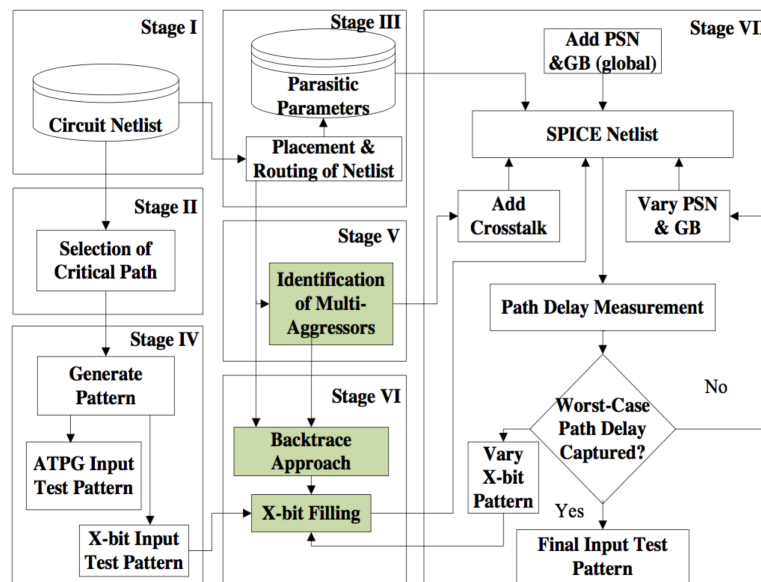 Stage I
Circuit Netlist
Stage II
Selection of
Critical Path
Stage IV
Generate
Pattern
ATPG Input
Test Pattern
X-bit Input
Test Pattern
Stage III
Parasitic
Parameters
Placement &
Routing of Netlist
Stage V
Identification
of Multi-
Aggressors
Stage VI
Backtrace
Approach
X-bit Filling
Stage VII
Add PSN
&GB (global)
SPICE Netlist
Add
Crosstalk
Vary PSN
& GB
Path Delay Measurement
No
Worst-Case
Path Delay
Captured?
Vary
X-bit
Pattern
Yes
Final Input Test
Pattern